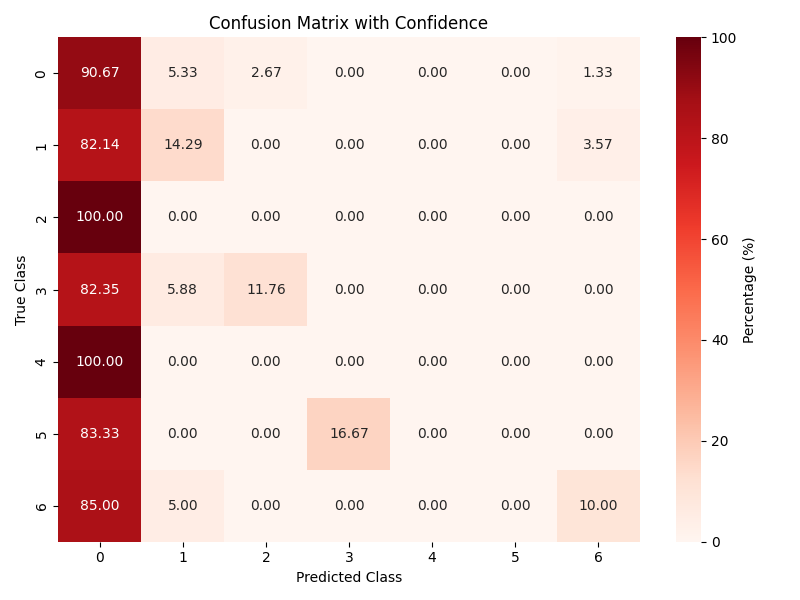 Confusion Matrix with Confidence
0 90.67 5.33 2.67 0.00 0.00 0.00 1.33
1 82.14 14.29 0.00 0.00 0.00 0.00 3.57
2 100.00 0.00 0.00 0.00 0.00 0.00 0.00
3 82.35 5.88 11.76 0.00 0.00 0.00 0.00
4 100.00 0.00 0.00 0.00 0.00 0.00 0.00
5 83.33 0.00 0.00 16.67 0.00 0.00 0.00
6 85.00 5.00 0.00 0.00 0.00 0.00 10.00
0 1 2 3 4 5 6
Predicted Class
True Class
100
80
60
40
20
0
Percentage (%)